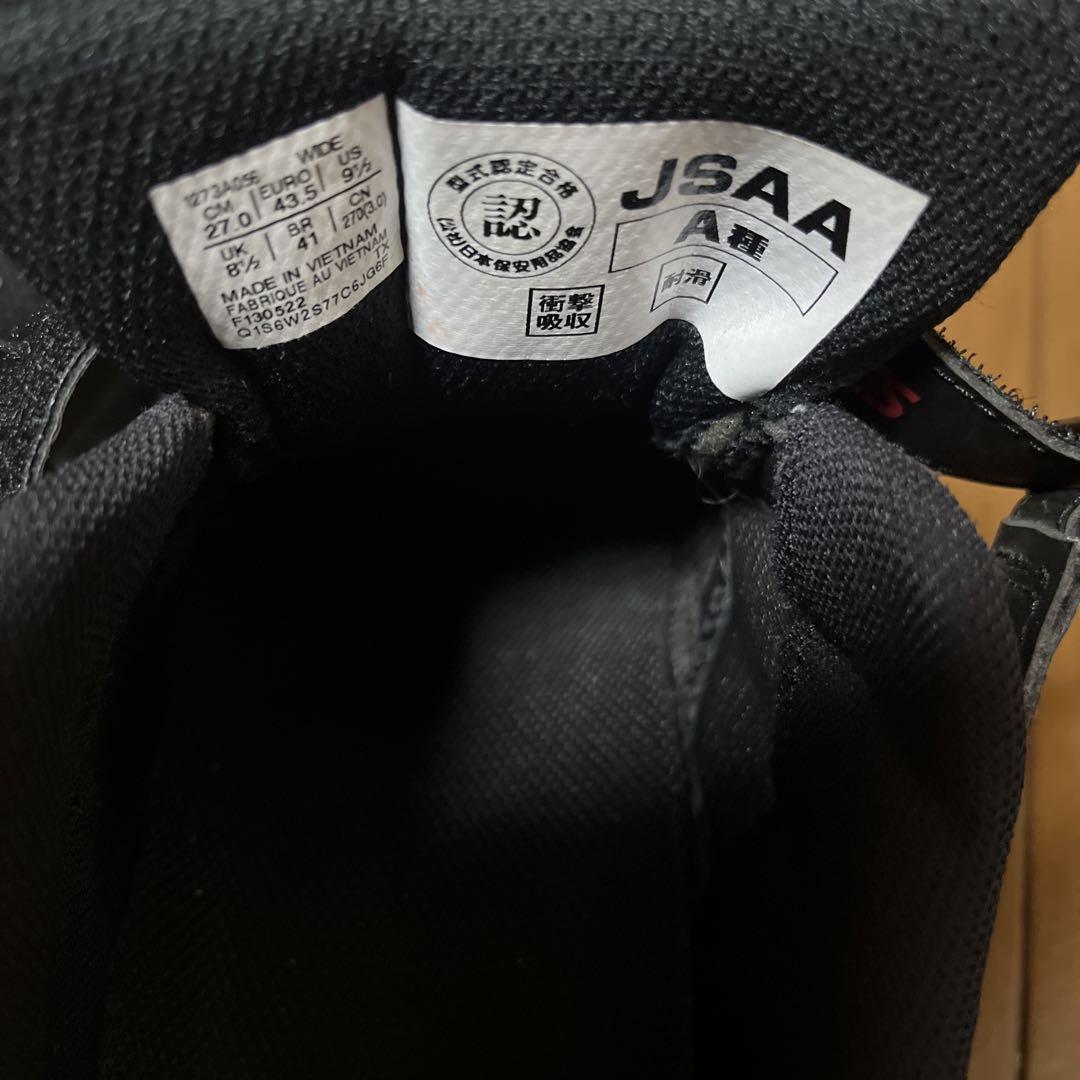 WIDE
1273A056
CM EURO US
27.0 43.5 9½
UK BR CN
8½ 41 270(3.0)
MADE IN VIETNAM
FABRIQUE AU VIETNAM
F130522 TX
Q1S6W2S77C6JG6F
型式認定合格
認
(公社)日本保安用品協会
衝撃
吸収
JSAA
A種
耐滑